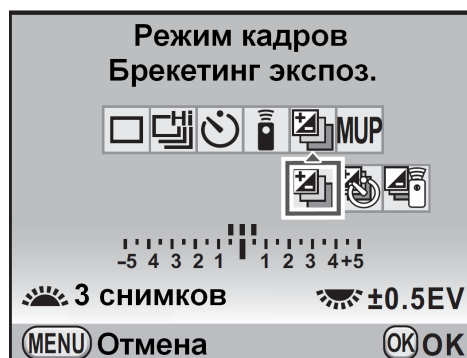 Режим кадров
Брекетинг экспоз.
Hi MUP
-5 4 3 2 1 1 2 3 4+5
3 снимков ±0.5EV
MENU Отмена OK OK